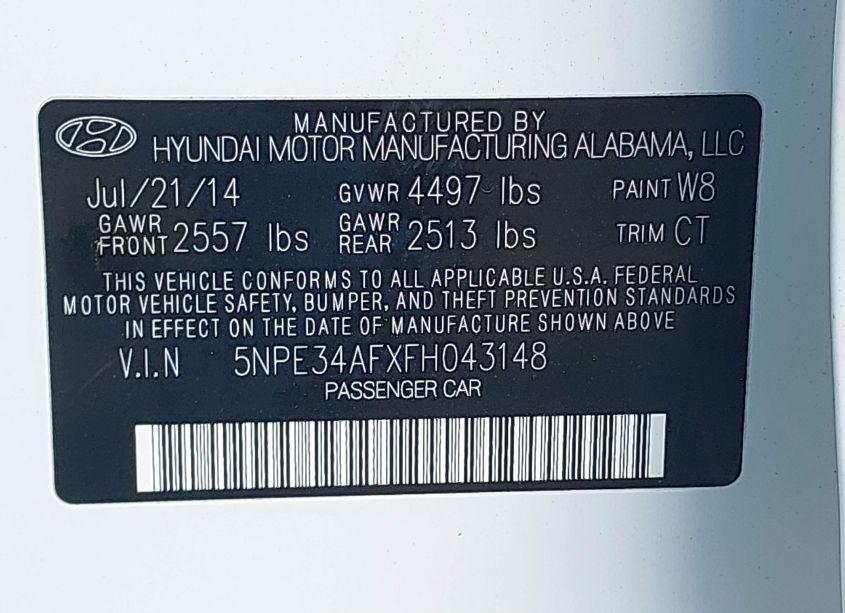 MANUFACTURED BY
HYUNDAI MOTOR MANUFACTURING ALABAMA, LLC
Jul/21/14 GVWR 4497 lbs PAINT W8
GAWR FRONT 2557 lbs GAWR REAR 2513 lbs TRIM CT
THIS VEHICLE CONFORMS TO ALL APPLICABLE U.S.A. FEDERAL
MOTOR VEHICLE SAFETY, BUMPER, AND THEFT PREVENTION STANDARDS
IN EFFECT ON THE DATE OF MANUFACTURE SHOWN ABOVE
V.I.N 5NPE34AFXFH043148
PASSENGER CAR